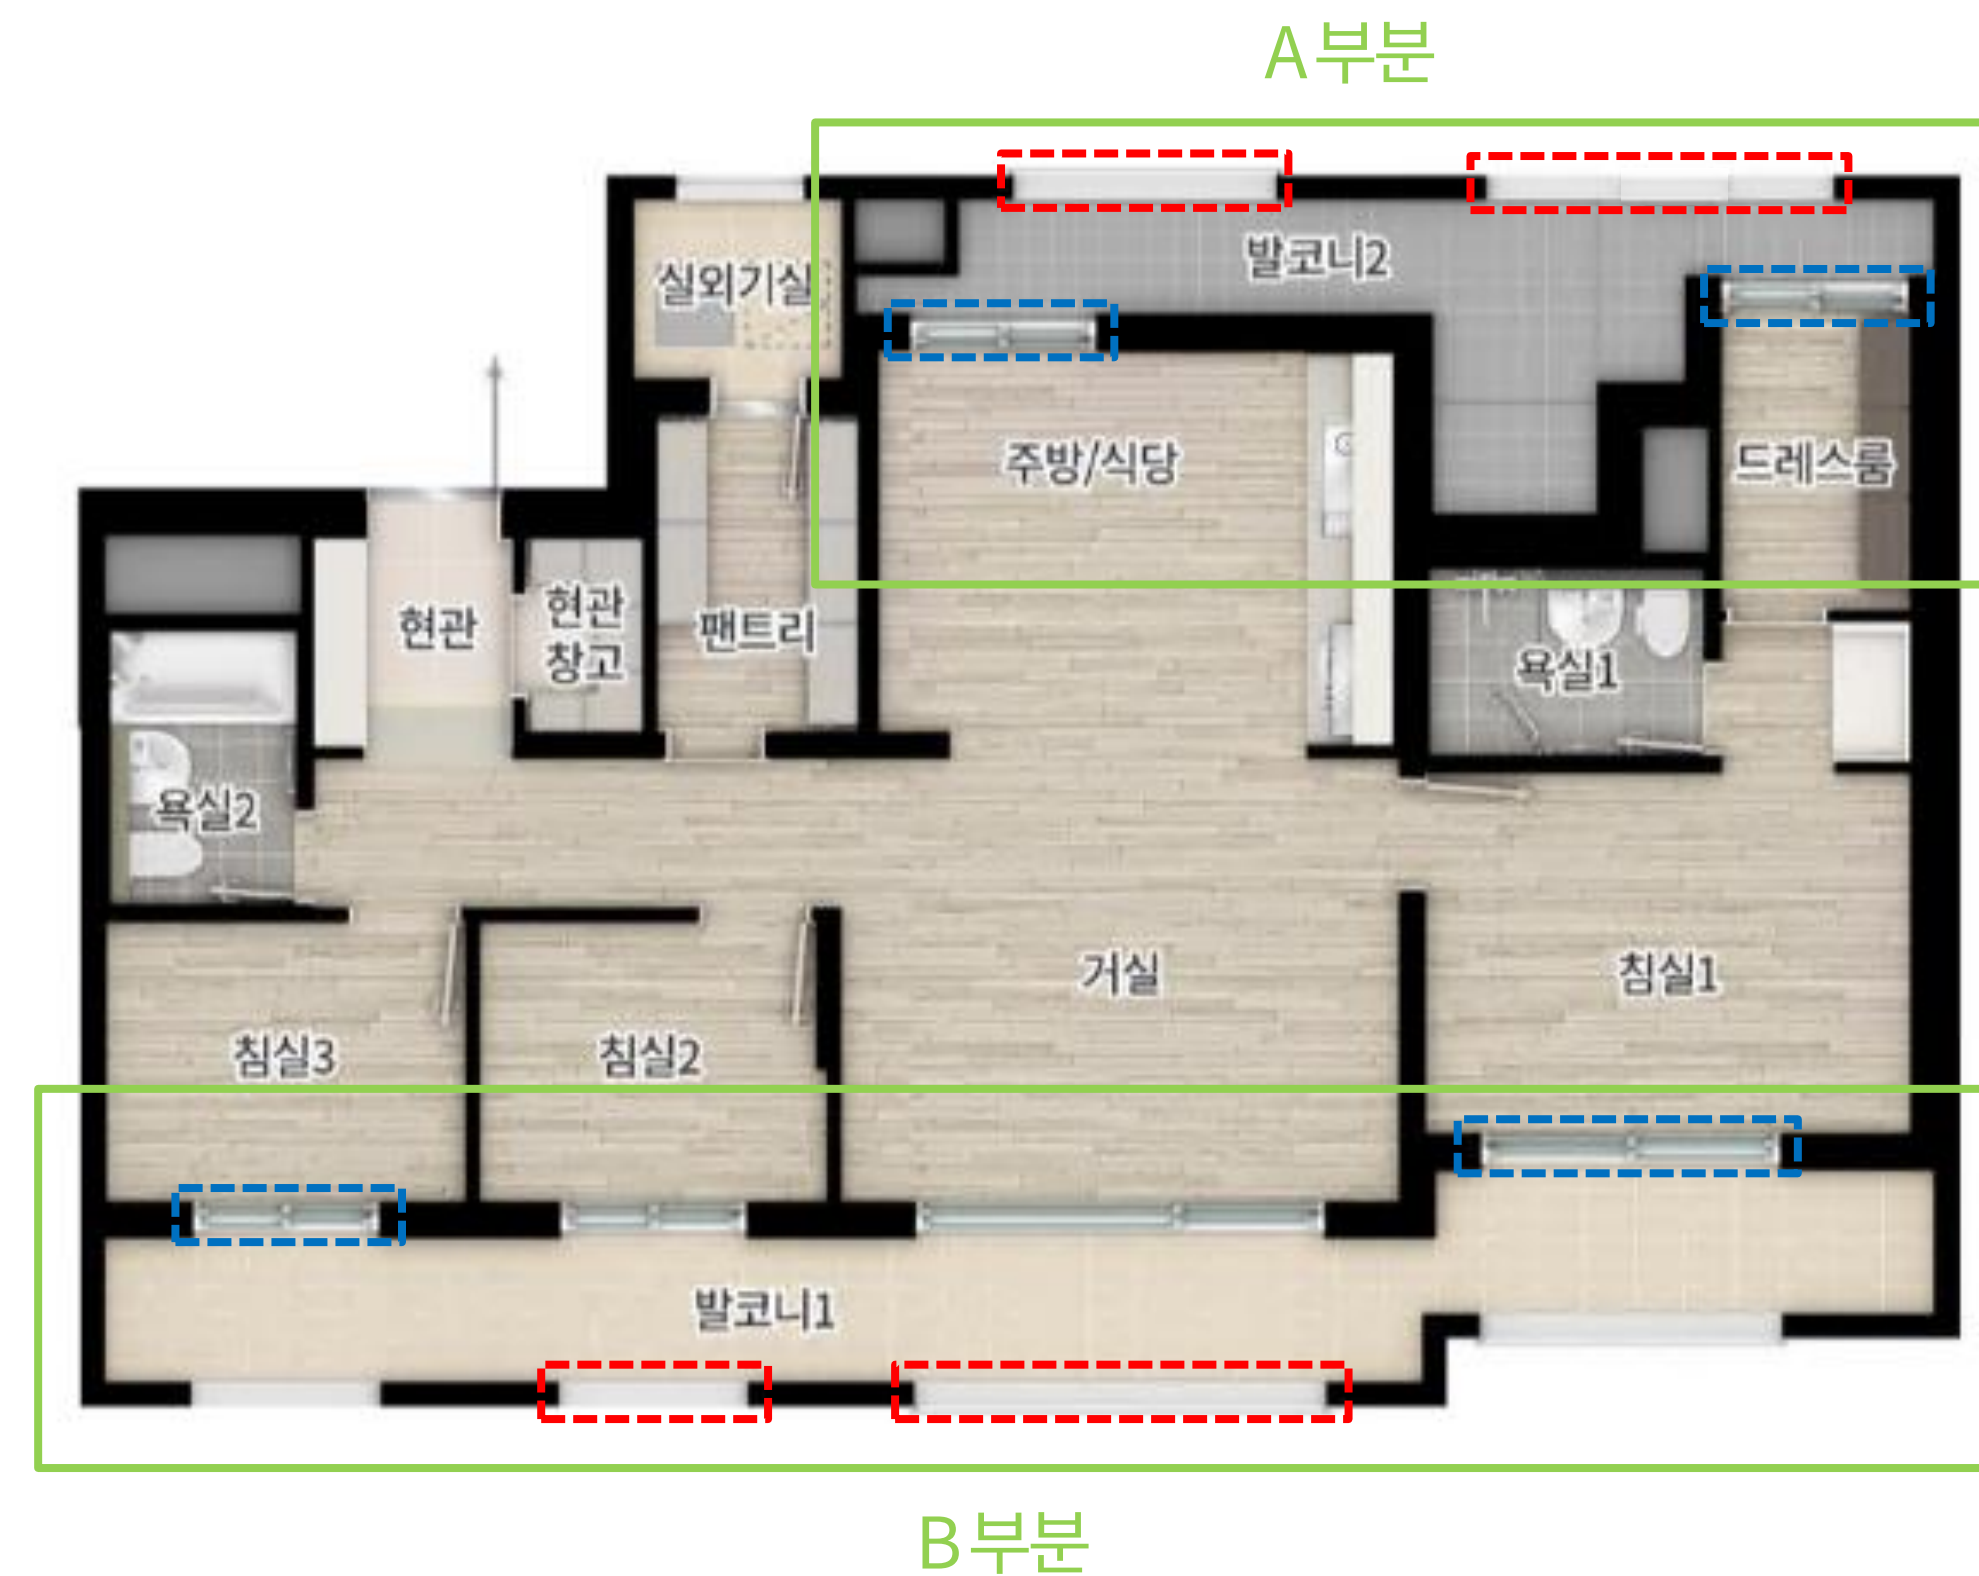 A부분
발코니2
실외기실
주방/식당
드레스룸
현관
현관
창고
팬트리
욕실1
욕실2
거실
침실1
침실3
침실2
발코니1
B부분